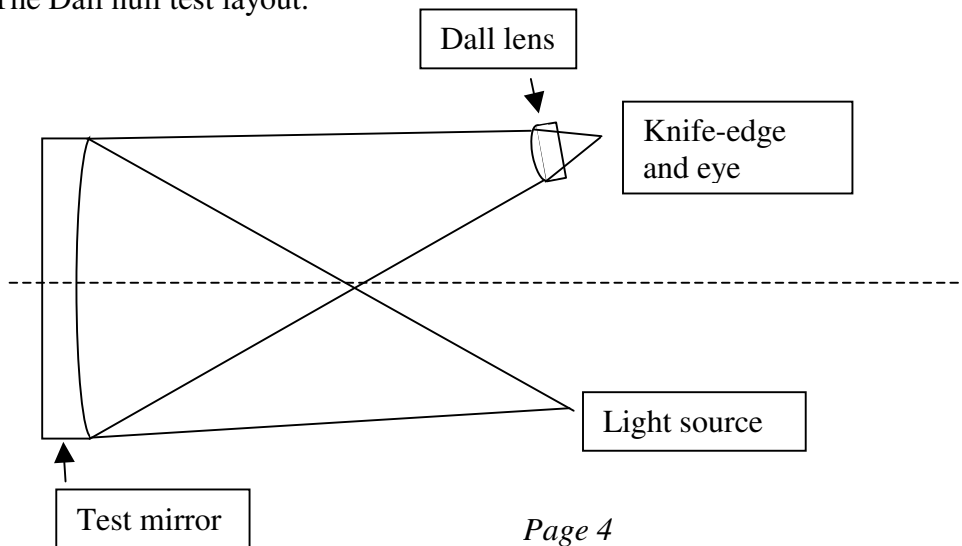 The Dall null test layout.
Dall lens
Knife-edge
and eye
Light source
Test mirror
Page 4